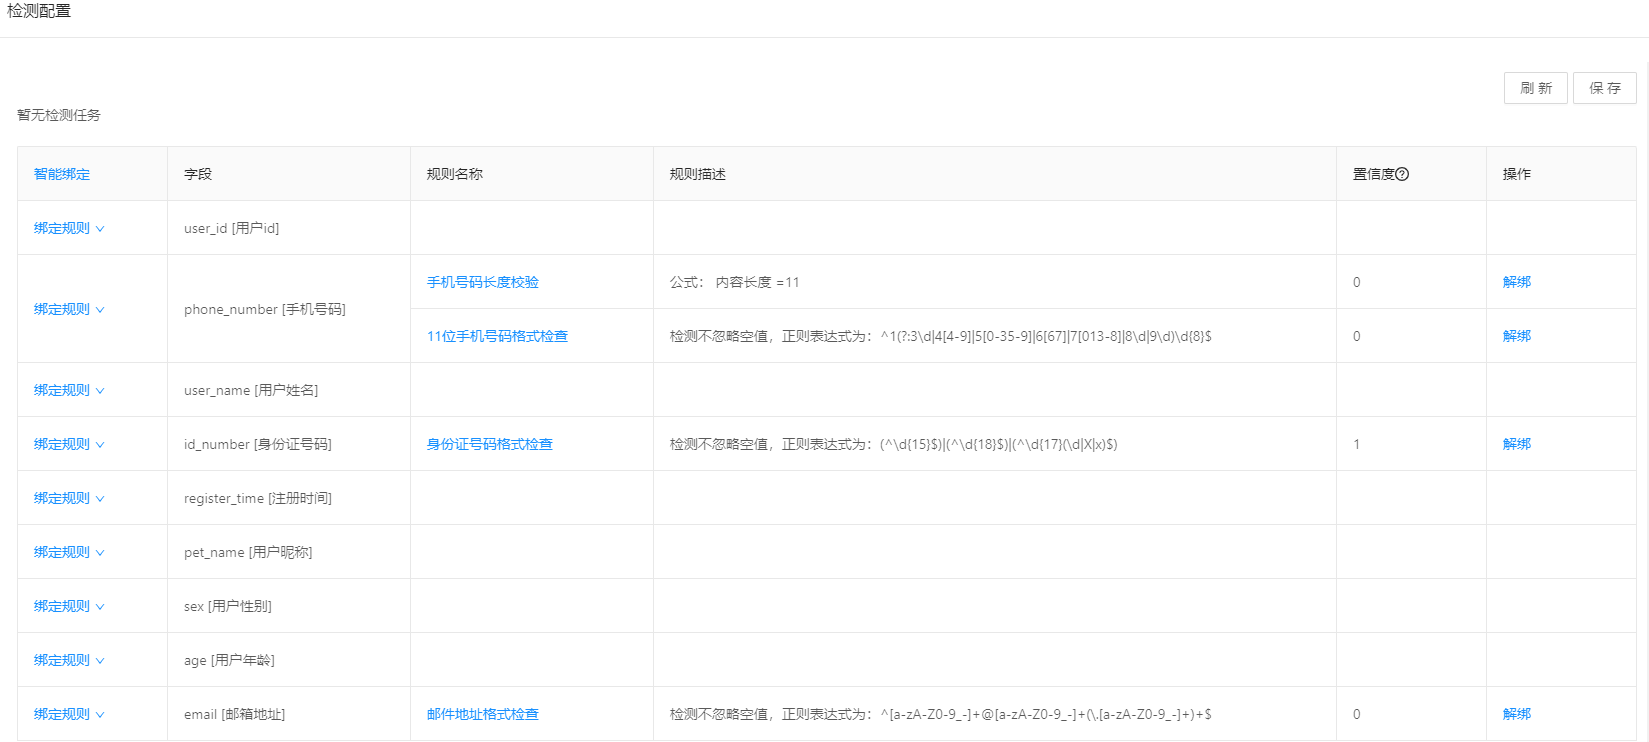 检测配置
刷 新 保 存
暂无检测任务
智能绑定 字段 规则名称 规则描述 置信度? 操作
绑定规则 user_id [用户id]
绑定规则 phone_number [手机号码] 手机号码长度校验 公式： 内容长度 =11 0 解绑
11位手机号码格式检查 检测不忽略空值，正则表达式为：^1(?:3\d|4[4-9]|5[0-35-9]|6[67]|7[013-8]|8\d|9\d)\d{8}$ 0 解绑
绑定规则 user_name [用户姓名]
绑定规则 id_number [身份证号码] 身份证号码格式检查 检测不忽略空值，正则表达式为：(^\d{15}$)|(^\d{18}$)|(^\d{17}(\d|X|x)$) 1 解绑
绑定规则 register_time [注册时间]
绑定规则 pet_name [用户昵称]
绑定规则 sex [用户性别]
绑定规则 age [用户年龄]
绑定规则 email [邮箱地址] 邮件地址格式检查 检测不忽略空值，正则表达式为：^[a-zA-Z0-9_-]+@[a-zA-Z0-9_-]+(\.[a-zA-Z0-9_-]+)+$ 0 解绑